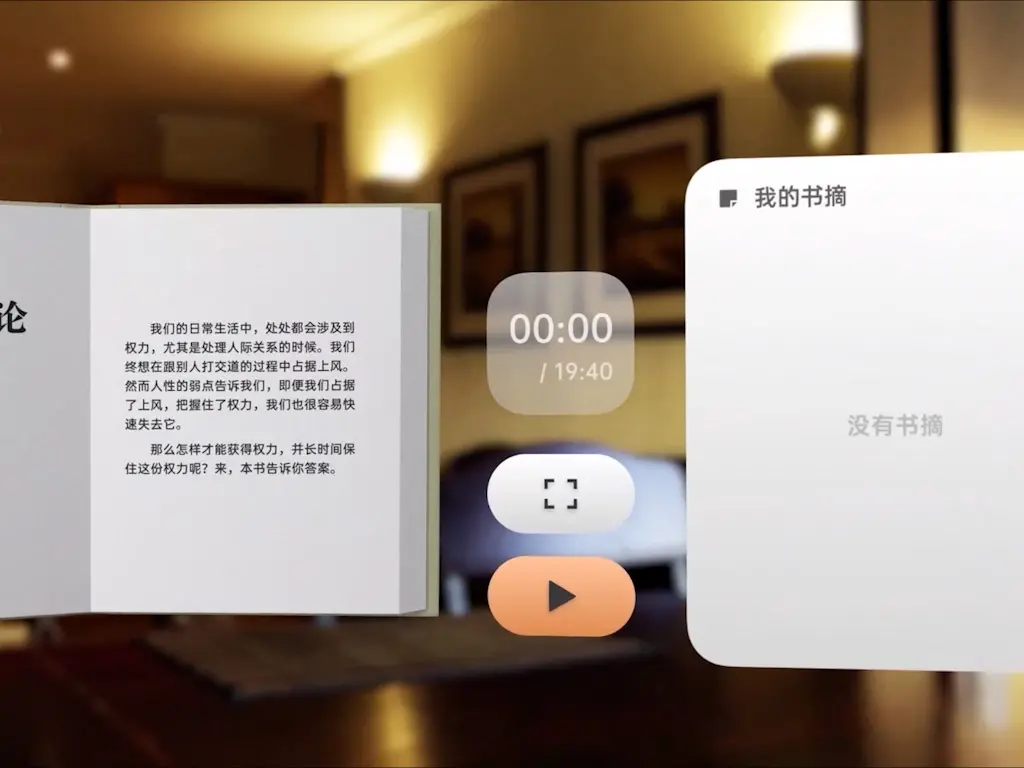 论
我们的日常生活中，处处都会涉及到
权力，尤其是处理人际关系的时候。我们
终想在跟别人打交道的过程中占据上风。
然而人性的弱点告诉我们，即便我们占据
了上风，把握住了权力，我们也很容易快
速失去它。
那么怎样才能获得权力，并长时间保
住这份权力呢？来，本书告诉你答案。
00:00
/ 19:40
我的书摘
没有书摘